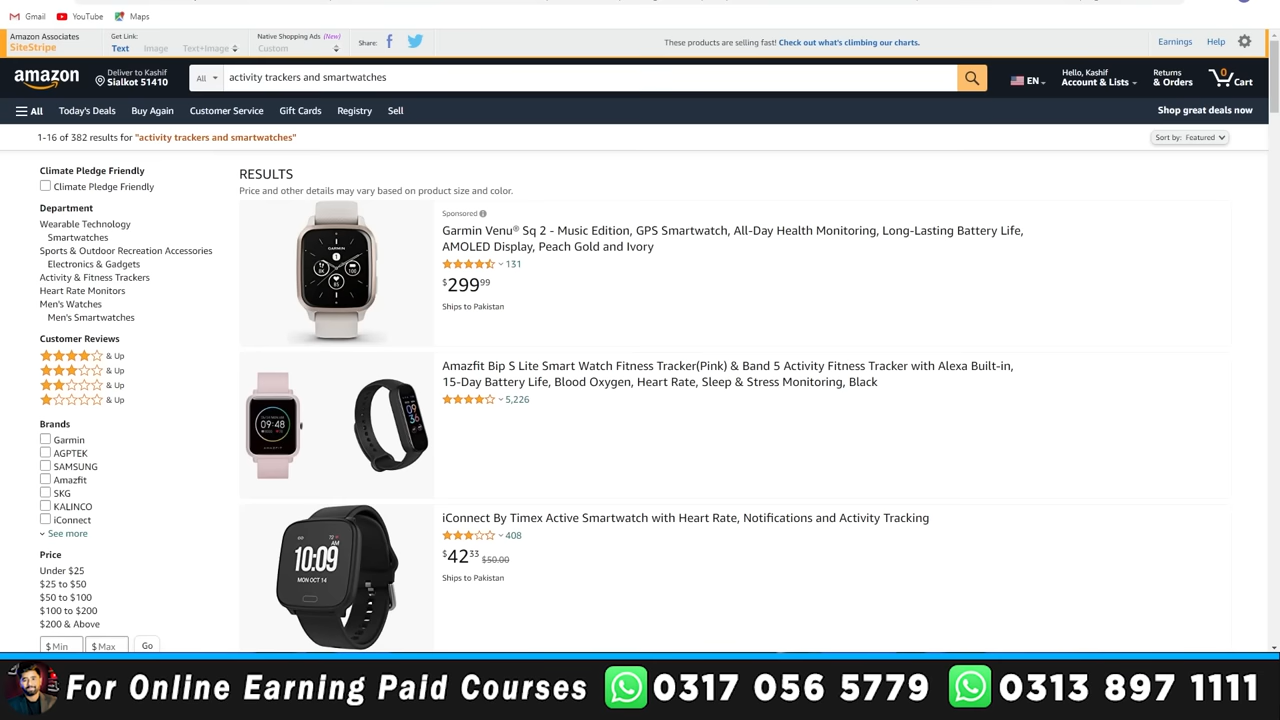 Gmail YouTube Maps
Amazon Associates Get Link: Native Shopping Ads (New)
SiteStripe Text Image Text+Image Custom Share: These products are selling fast! Check out what's climbing our charts. Earnings Help
amazon Deliver to Kashif Sialkot 51410 All activity trackers and smartwatches EN Hello, Kashif Account & Lists Returns & Orders 0 Cart
All Today's Deals Buy Again Customer Service Gift Cards Registry Sell Shop great deals now
1-16 of 382 results for "activity trackers and smartwatches" Sort by: Featured
Climate Pledge Friendly
Climate Pledge Friendly
Department
Wearable Technology
Smartwatches
Sports & Outdoor Recreation Accessories
Electronics & Gadgets
Activity & Fitness Trackers
Heart Rate Monitors
Men's Watches
Men's Smartwatches
Customer Reviews
& Up
& Up
& Up
& Up
Brands
Garmin
AGPTEK
SAMSUNG
Amazfit
SKG
KALINCO
iConnect
See more
Price
Under $25
$25 to $50
$50 to $100
$100 to $200
$200 & Above
$ Min $ Max Go
RESULTS
Price and other details may vary based on product size and color.
Sponsored
Garmin Venu® Sq 2 - Music Edition, GPS Smartwatch, All-Day Health Monitoring, Long-Lasting Battery Life,
AMOLED Display, Peach Gold and Ivory
131
$299 99
Ships to Pakistan
Amazfit Bip S Lite Smart Watch Fitness Tracker(Pink) & Band 5 Activity Fitness Tracker with Alexa Built-in,
15-Day Battery Life, Blood Oxygen, Heart Rate, Sleep & Stress Monitoring, Black
5,226
09:48
iConnect By Timex Active Smartwatch with Heart Rate, Notifications and Activity Tracking
408
$42 33 $50.00
Ships to Pakistan
10:09
MON OCT 14
For Online Earning Paid Courses 0317 056 5779 0313 897 1111